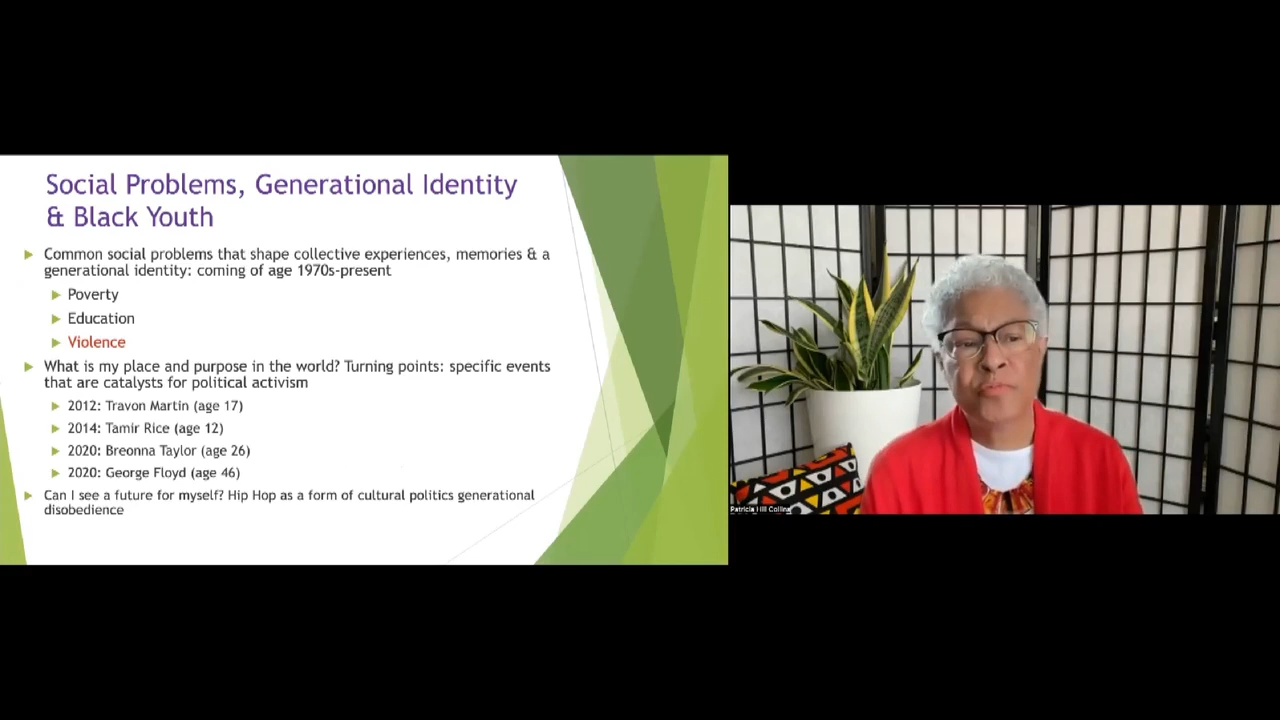 Social Problems, Generational Identity
& Black Youth
Common social problems that shape collective experiences, memories & a
generational identity: coming of age 1970s-present
Poverty
Education
Violence
What is my place and purpose in the world? Turning points: specific events
that are catalysts for political activism
2012: Travon Martin (age 17)
2014: Tamir Rice (age 12)
2020: Breonna Taylor (age 26)
2020: George Floyd (age 46)
Can I see a future for myself? Hip Hop as a form of cultural politics generational
disobedience
Patricia Hill Collins